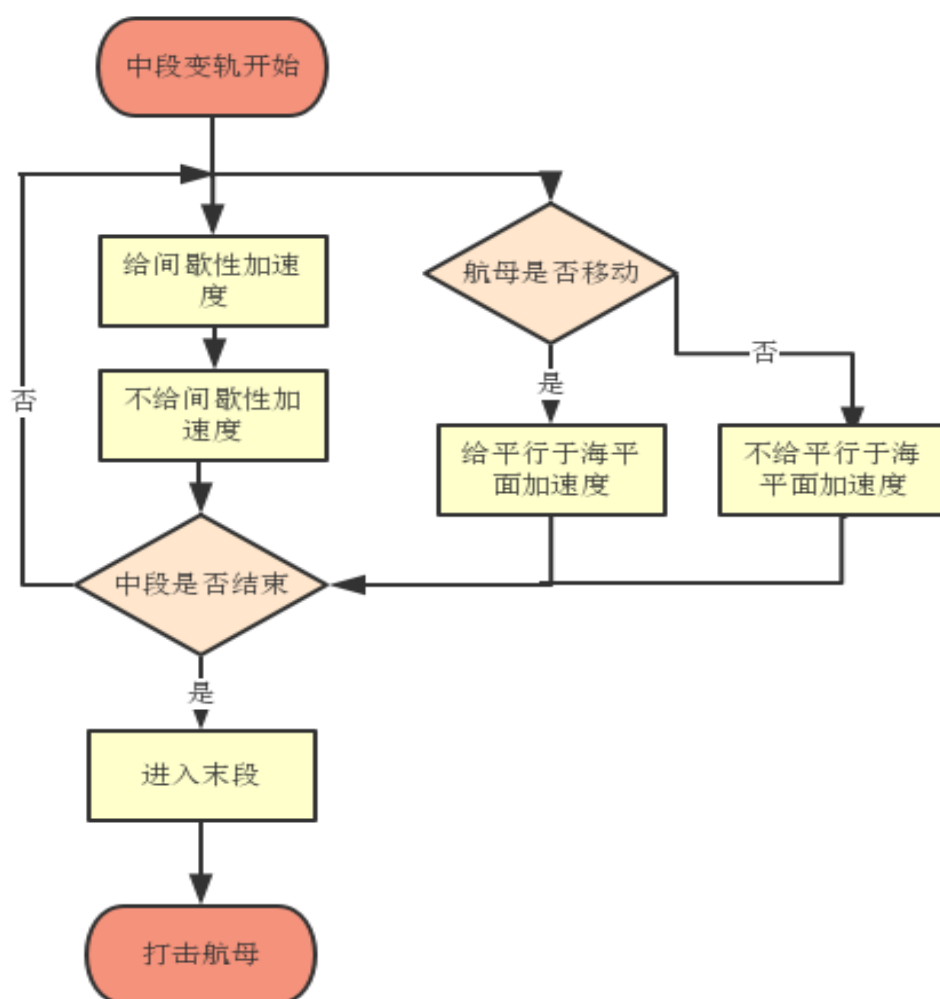 中段变轨开始
给间歇性加速
度
航母是否移动
否
不给间歇性加
速度
是
否
给平行于海平
面加速度
不给平行于海
平面加速度
中段是否结束
是
进入末段
打击航母